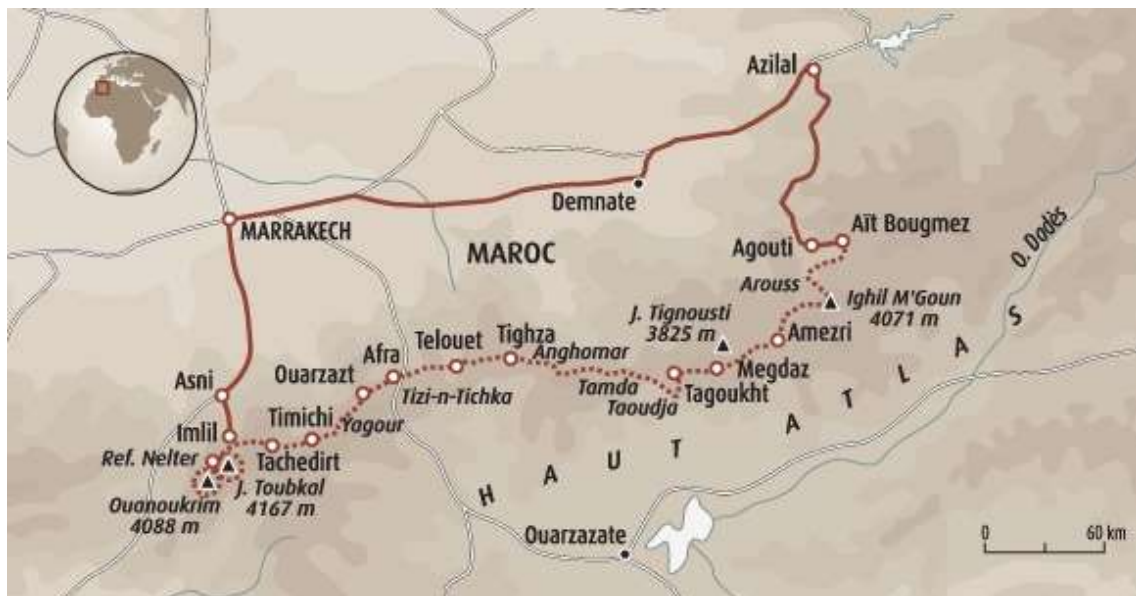 Azilal
Demnate
MARRAKECH
MAROC
Agouti
Aït Bougmez
O. Dadès
Arouss
J. Tignousti
3825 m
Ighil M'Goun
4071 m
Amezri
Telouet
Tighza
Anghomar
Afra
Megdaz
Ouarzazt
Tizi-n-Tichka
Tamda
Tagoukht
Taoudja
Asni
Timichi
Yagour
Imlil
Ref. Nelter
Tachedirt
J. Toubkal
4167 m
Ouanoukrim
4088 m
HAUT ATLAS
Ouarzazate
0 60 km